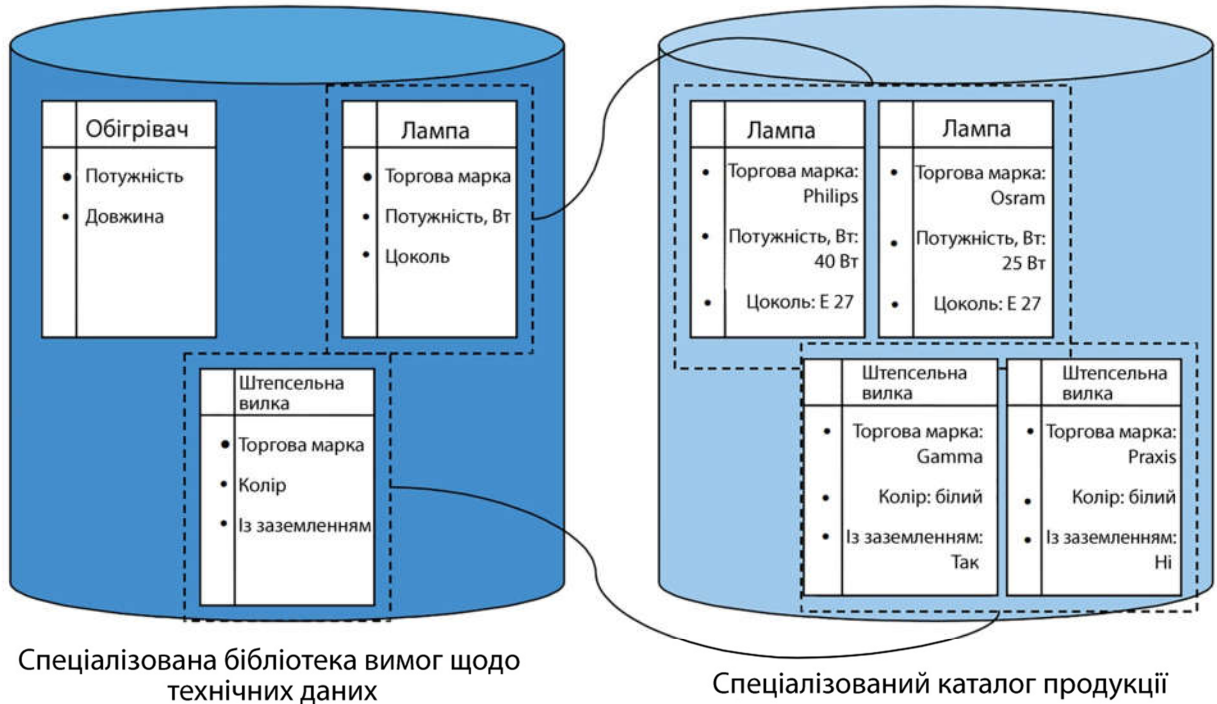 Обігрівач
• Потужність
• Довжина
Лампа
• Торгова марка
• Потужність, Вт
• Цоколь
Штепсельна
вилка
• Торгова марка
• Колір
• Із заземленням
Спеціалізована бібліотека вимог щодо
технічних даних
Лампа
• Торгова марка:
Philips
• Потужність, Вт:
40 Вт
• Цоколь: E 27
Лампа
• Торгова марка:
Osram
• Потужність, Вт:
25 Вт
• Цоколь: E 27
Штепсельна
вилка
• Торгова марка:
Gamma
• Колір: білий
• Із заземленням:
Так
Штепсельна
вилка
• Торгова марка:
Praxis
• Колір: білий
• Із заземленням:
Ні
Спеціалізований каталог продукції